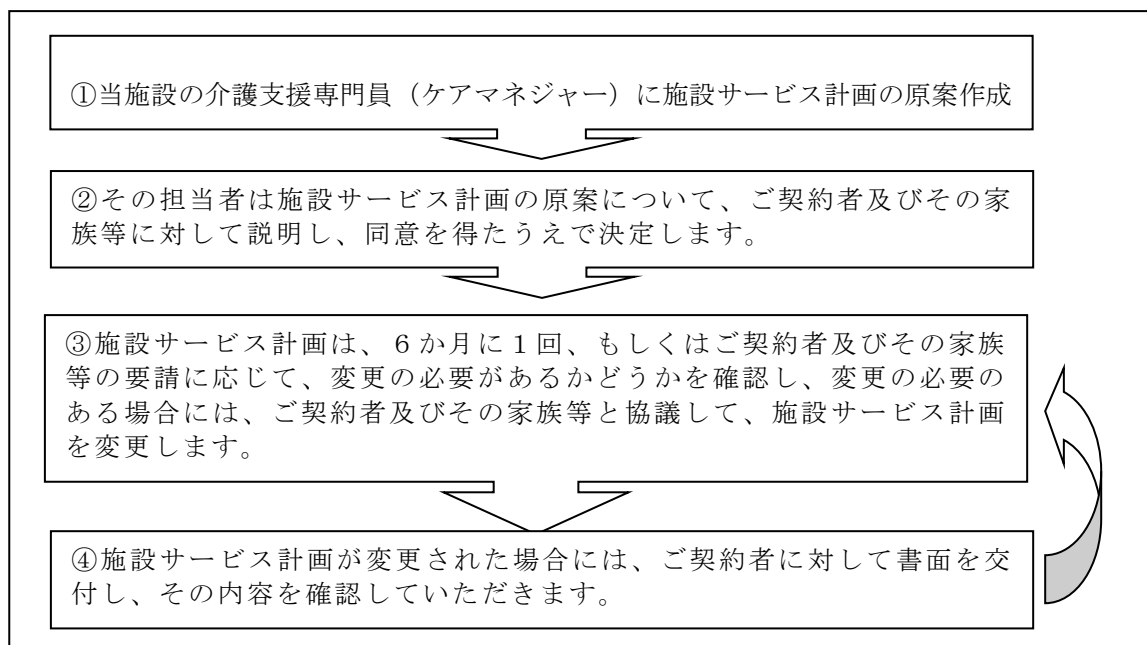 ①当施設の介護支援専門員（ケアマネジャー）に施設サービス計画の原案作成
②その担当者は施設サービス計画の原案について、ご契約者及びその家
族等に対して説明し、同意を得たうえで決定します。
③施設サービス計画は、６か月に１回、もしくはご契約者及びその家族
等の要請に応じて、変更の必要があるかどうかを確認し、変更の必要の
ある場合には、ご契約者及びその家族等と協議して、施設サービス計画
を変更します。
④施設サービス計画が変更された場合には、ご契約者に対して書面を交
付し、その内容を確認していただきます。